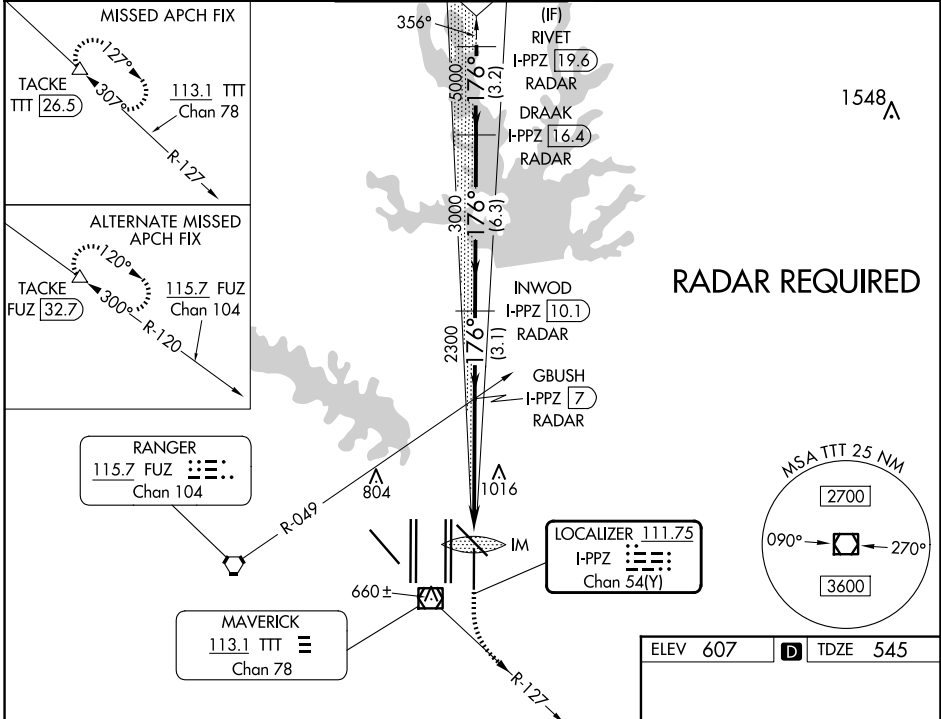 MISSED APCH FIX
127°
307°
TACKE
TTT 26.5
113.1 TTT
Chan 78
R-127
ALTERNATE MISSED
APCH FIX
120°
300°
TACKE
FUZ 32.7
115.7 FUZ
Chan 104
R-120
356°
(IF)
RIVET
I-PPZ 19.6
RADAR
5000
176°
(3.2)
DRAAK
I-PPZ 16.4
RADAR
3000
176°
(6.3)
INWOD
I-PPZ 10.1
RADAR
2300
176°
(3.1)
GBUSH
I-PPZ 7
RADAR
1548
RADAR REQUIRED
RANGER
115.7 FUZ
Chan 104
R-049
804
1016
IM
LOCALIZER 111.75
I-PPZ
Chan 54(Y)
660±
MAVERICK
113.1 TTT
Chan 78
R-127
MSA TTT 25 NM
2700
090°
270°
3600
ELEV 607
D
TDZE 545